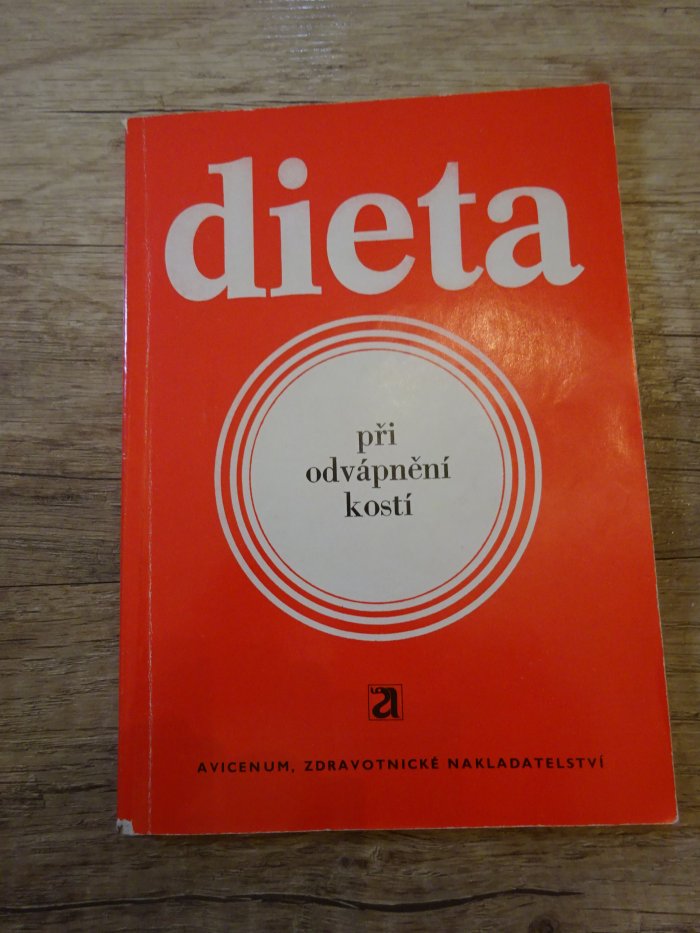 dieta
při
odvápnění
kostí
a
AVICENUM, ZDRAVOTNICKÉ NAKLADATELSTVÍ